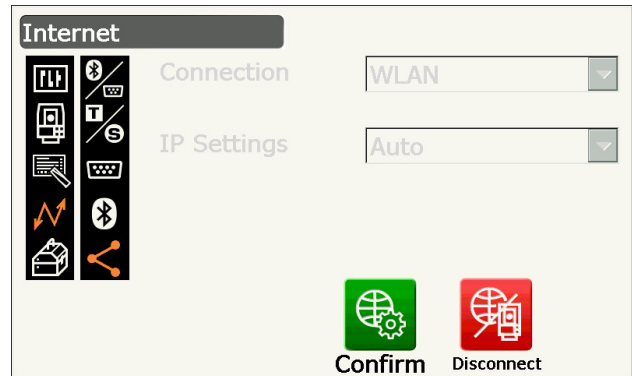 Internet
Connection WLAN
T
S
IP Settings Auto
Confirm Disconnect